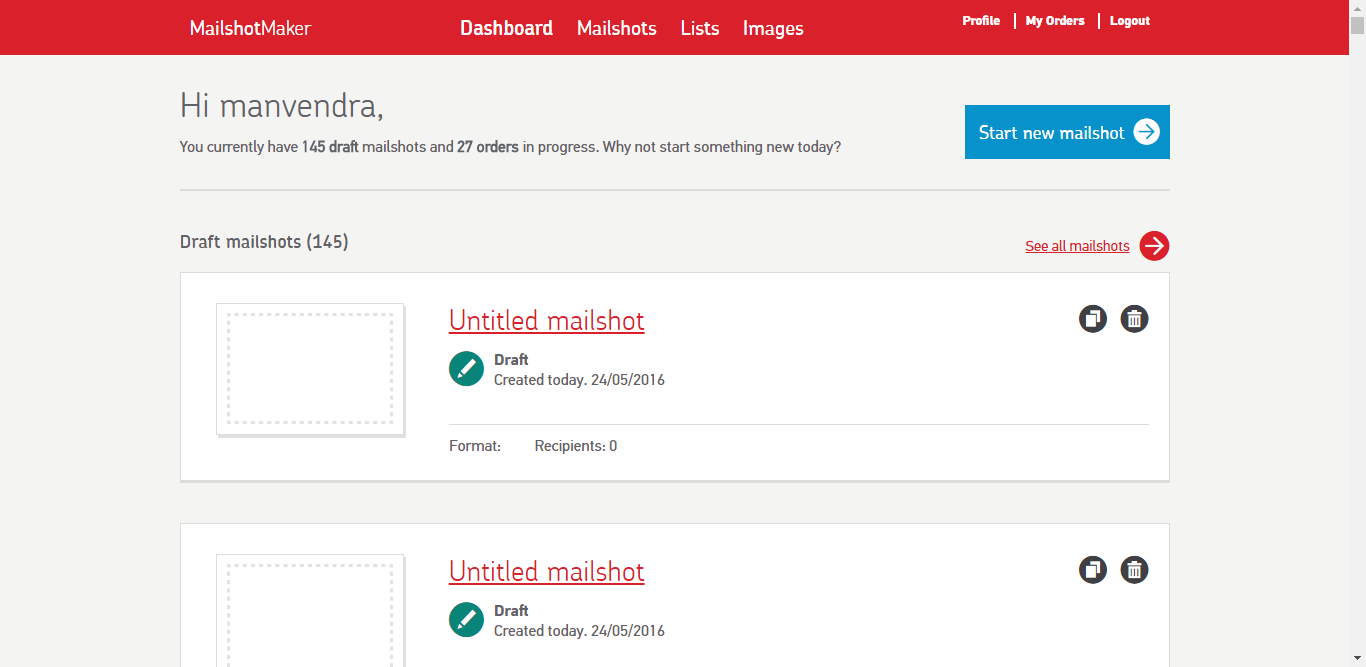 MailshotMaker
Dashboard Mailshots Lists Images
Profile My Orders Logout
Hi manvendra,
You currently have 145 draft mailshots and 27 orders in progress. Why not start something new today?
Start new mailshot
Draft mailshots (145)
See all mailshots
Untitled mailshot
Draft
Created today. 24/05/2016
Format: Recipients: 0
Untitled mailshot
Draft
Created today. 24/05/2016